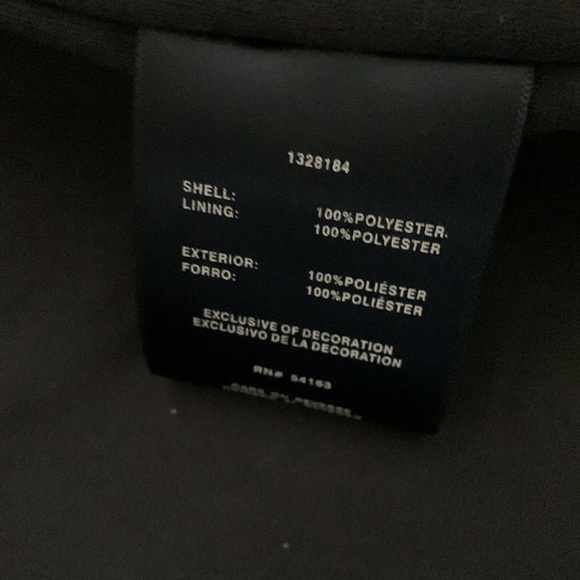 1328184
SHELL: 100%POLYESTER
LINING: 100%POLYESTER
EXTERIOR: 100%POLIÉSTER
FORRO: 100%POLIÉSTER
EXCLUSIVE OF DECORATION
EXCLUSIVO DE LA DECORATION
RN# 54163